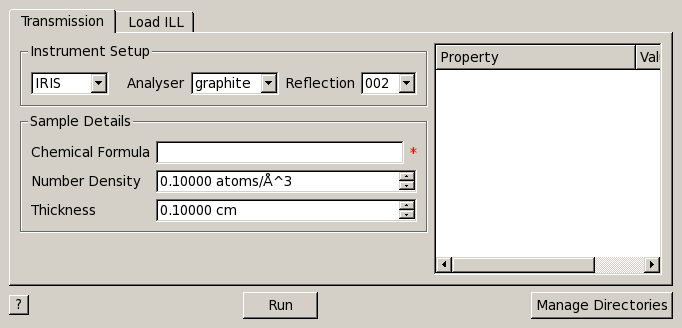 Transmission Load ILL
Instrument Setup
IRIS Analyser graphite Reflection 002
Sample Details
Chemical Formula *
Number Density 0.10000 atoms/Å^3
Thickness 0.10000 cm
Property Val
? Run Manage Directories